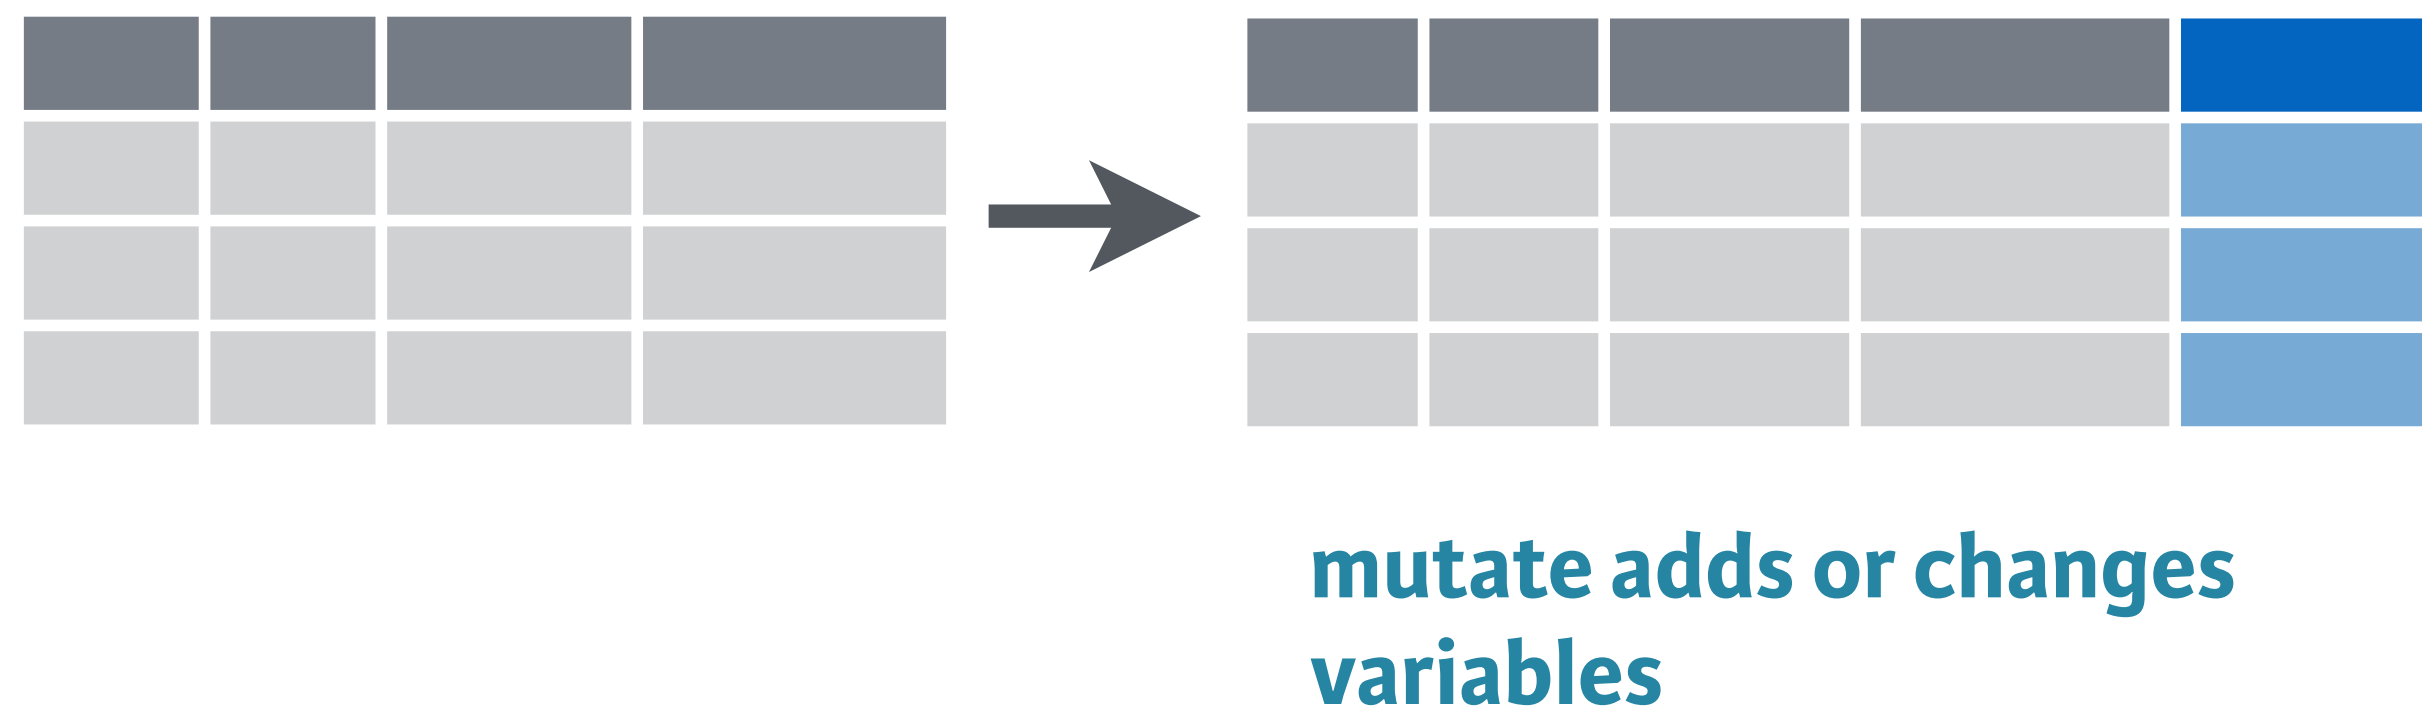 mutate adds or changes
variables